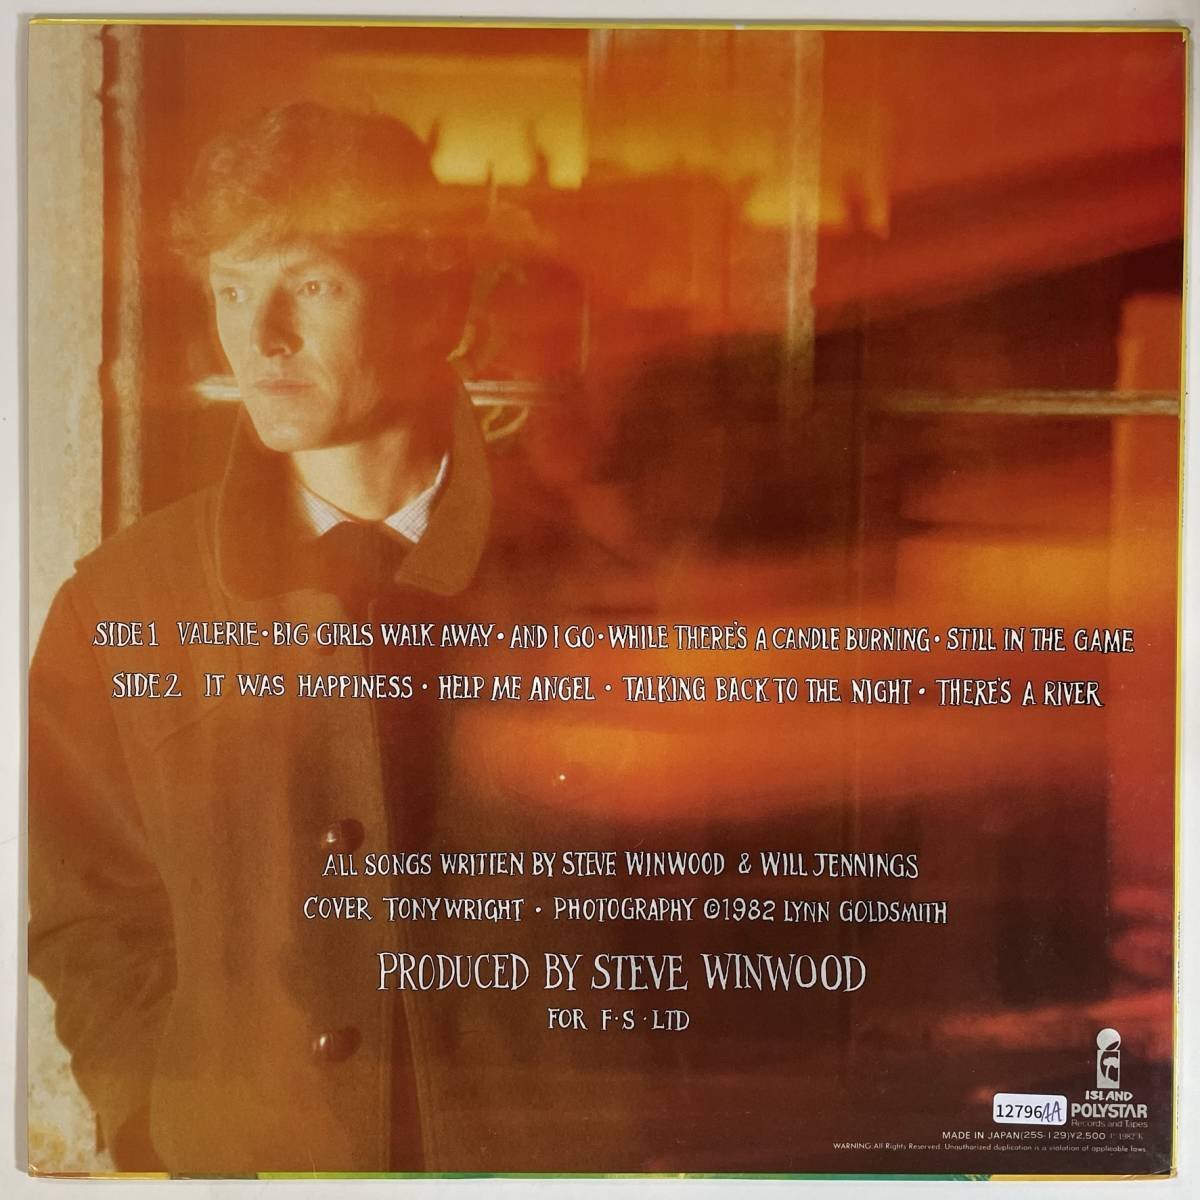 SIDE 1 VALERIE • BIG GIRLS WALK AWAY • AND I GO • WHILE THERE'S A CANDLE BURNING • STILL IN THE GAME
SIDE 2 IT WAS HAPPINESS • HELP ME ANGEL • TALKING BACK TO THE NIGHT • THERE'S A RIVER
ALL SONGS WRITTEN BY STEVE WINWOOD & WILL JENNINGS
COVER TONY WRIGHT • PHOTOGRAPHY ©1982 LYNN GOLDSMITH
PRODUCED BY STEVE WINWOOD
FOR F•S•LTD
ISLAND
12796AA
POLYSTAR
Records and Tapes
MADE IN JAPAN(25S-129)¥2,500 1982
WARNING:All Rights Reserved. Unauthorized duplication is a violation of applicable laws.